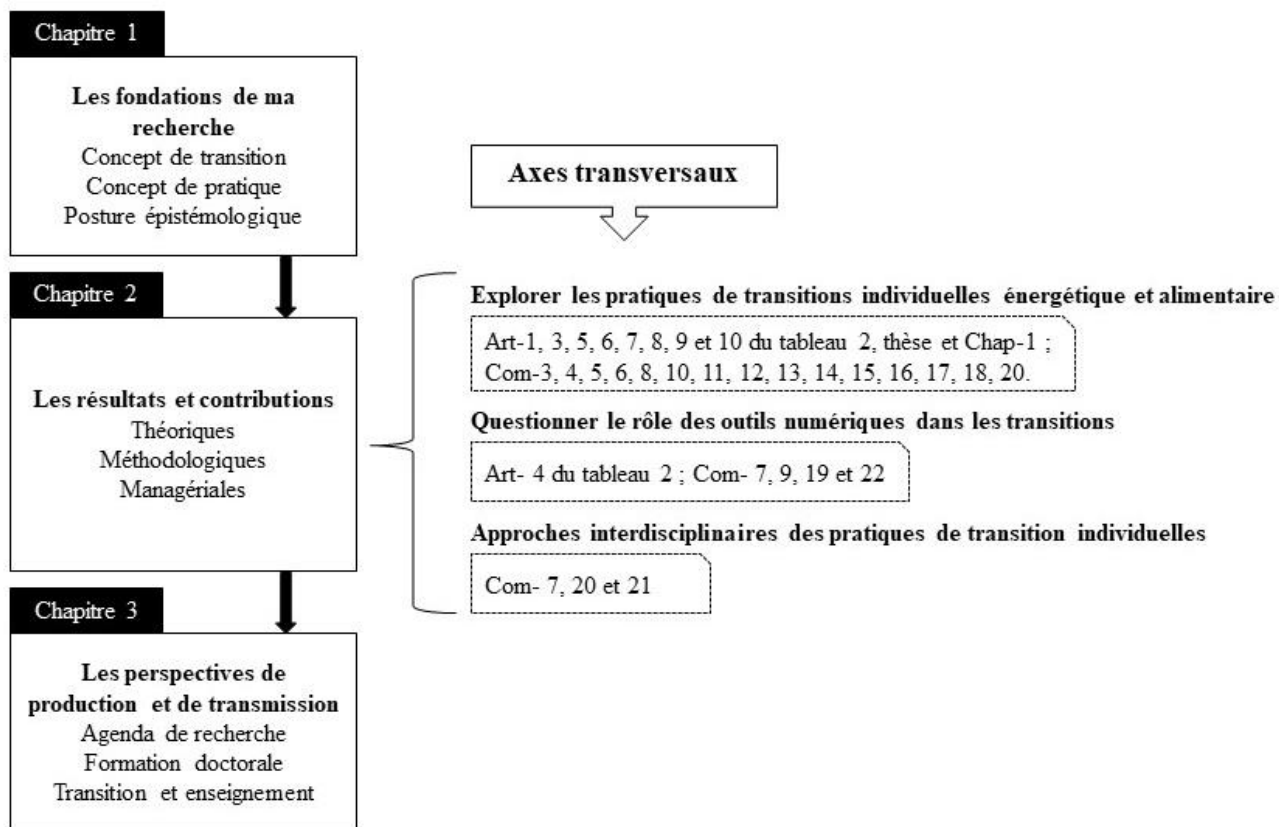 Chapitre 1
Les fondations de ma
recherche
Concept de transition
Concept de pratique
Posture épistémologique
Chapitre 2
Les résultats et contributions
Théoriques
Méthodologiques
Managériales
Chapitre 3
Les perspectives de
production et de transmission
Agenda de recherche
Formation doctorale
Transition et enseignement
Axes transversaux
Explorer les pratiques de transitions individuelles énergétique et alimentaire
Art-1, 3, 5, 6, 7, 8, 9 et 10 du tableau 2, thèse et Chap-1 ;
Com-3, 4, 5, 6, 8, 10, 11, 12, 13, 14, 15, 16, 17, 18, 20.
Questionner le rôle des outils numériques dans les transitions
Art- 4 du tableau 2 ; Com- 7, 9, 19 et 22
Approches interdisciplinaires des pratiques de transition individuelles
Com- 7, 20 et 21